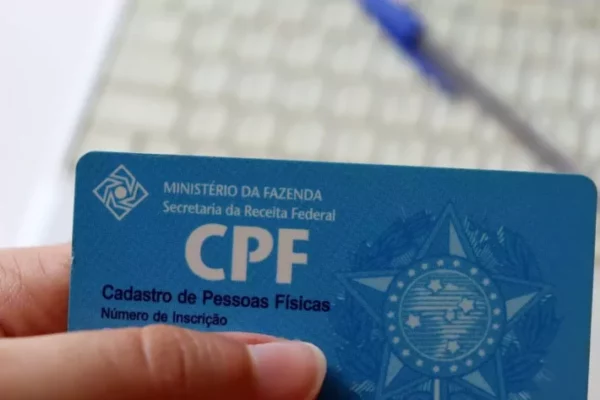 MINISTÉRIO DA FAZENDA
Secretaria da Receita Federal
CPF
Cadastro de Pessoas Físicas
Número de Inscrição